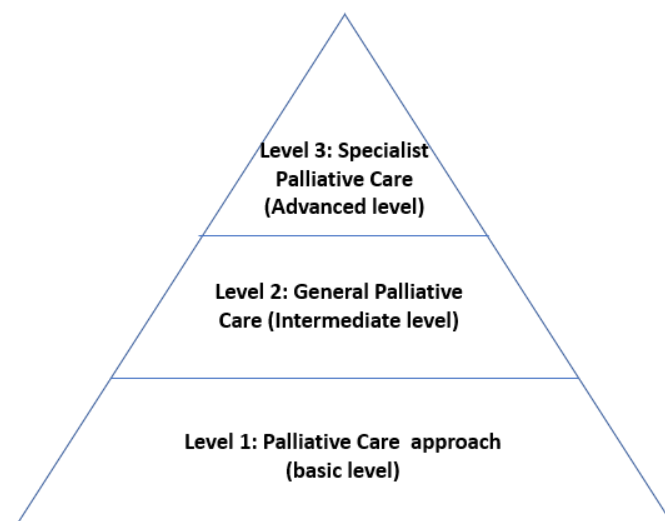 Level 3: Specialist
Palliative Care
(Advanced level)
Level 2: General Palliative
Care (Intermediate level)
Level 1: Palliative Care  approach
(basic level)